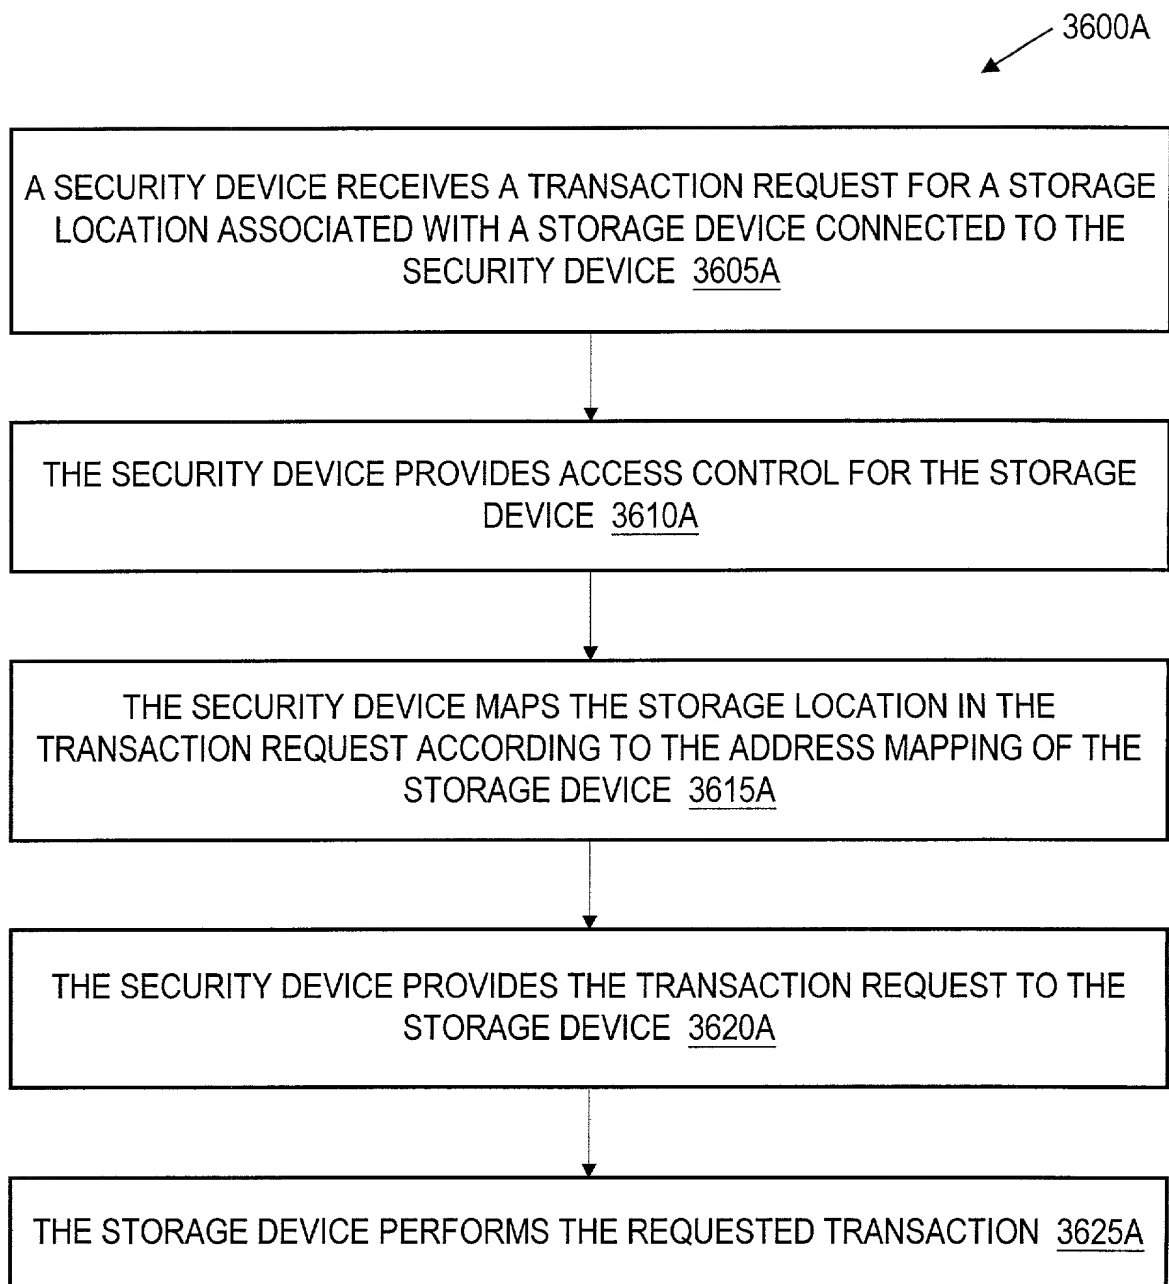 3600A
A SECURITY DEVICE RECEIVES A TRANSACTION REQUEST FOR A STORAGE
LOCATION ASSOCIATED WITH A STORAGE DEVICE CONNECTED TO THE
SECURITY DEVICE 3605A
THE SECURITY DEVICE PROVIDES ACCESS CONTROL FOR THE STORAGE
DEVICE 3610A
THE SECURITY DEVICE MAPS THE STORAGE LOCATION IN THE
TRANSACTION REQUEST ACCORDING TO THE ADDRESS MAPPING OF THE
STORAGE DEVICE 3615A
THE SECURITY DEVICE PROVIDES THE TRANSACTION REQUEST TO THE
STORAGE DEVICE 3620A
THE STORAGE DEVICE PERFORMS THE REQUESTED TRANSACTION 3625A